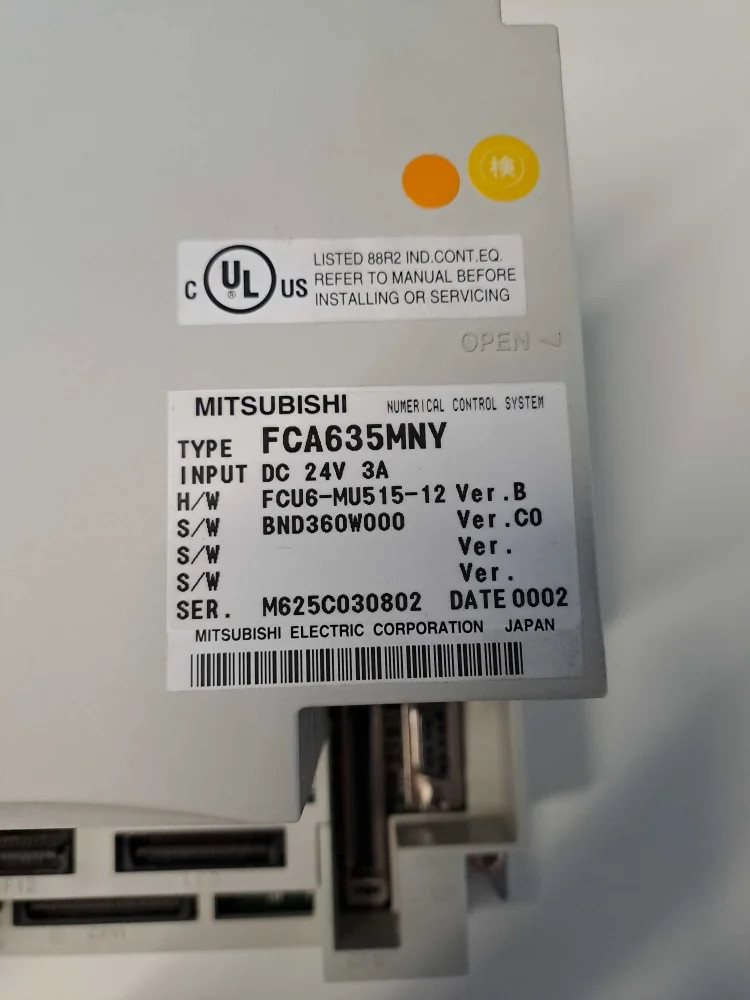 検
C UL ® US
LISTED 88R2 IND.CONT.EQ.
REFER TO MANUAL BEFORE
INSTALLING OR SERVICING
OPEN
MITSUBISHI NUMERICAL CONTROL SYSTEM
TYPE FCA635MNY
INPUT DC 24V 3A
H/W FCU6-MU515-12 Ver.B
S/W BND360W000 Ver.C0
S/W Ver.
S/W Ver.
SER. M625C030802 DATE 0002
MITSUBISHI ELECTRIC CORPORATION JAPAN